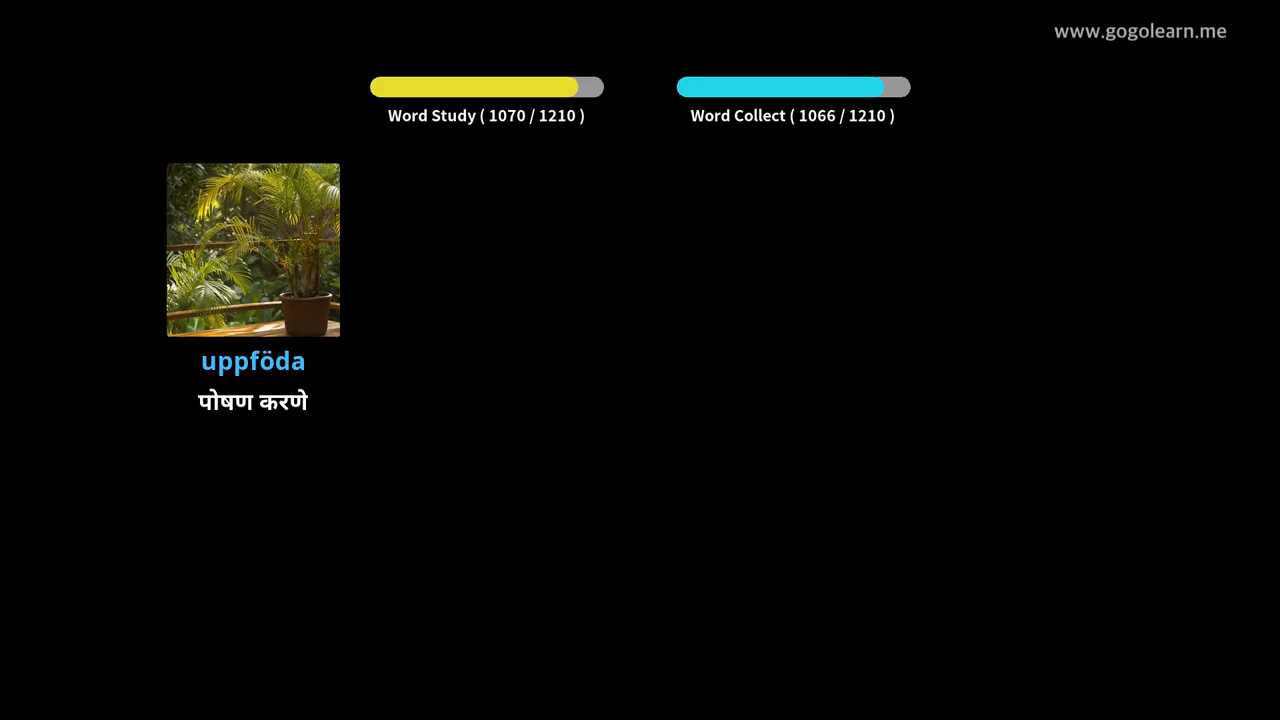 www.gogolearn.me
Word Study ( 1070 / 1210 )
Word Collect ( 1066 / 1210 )
uppföda
पोषण करणे